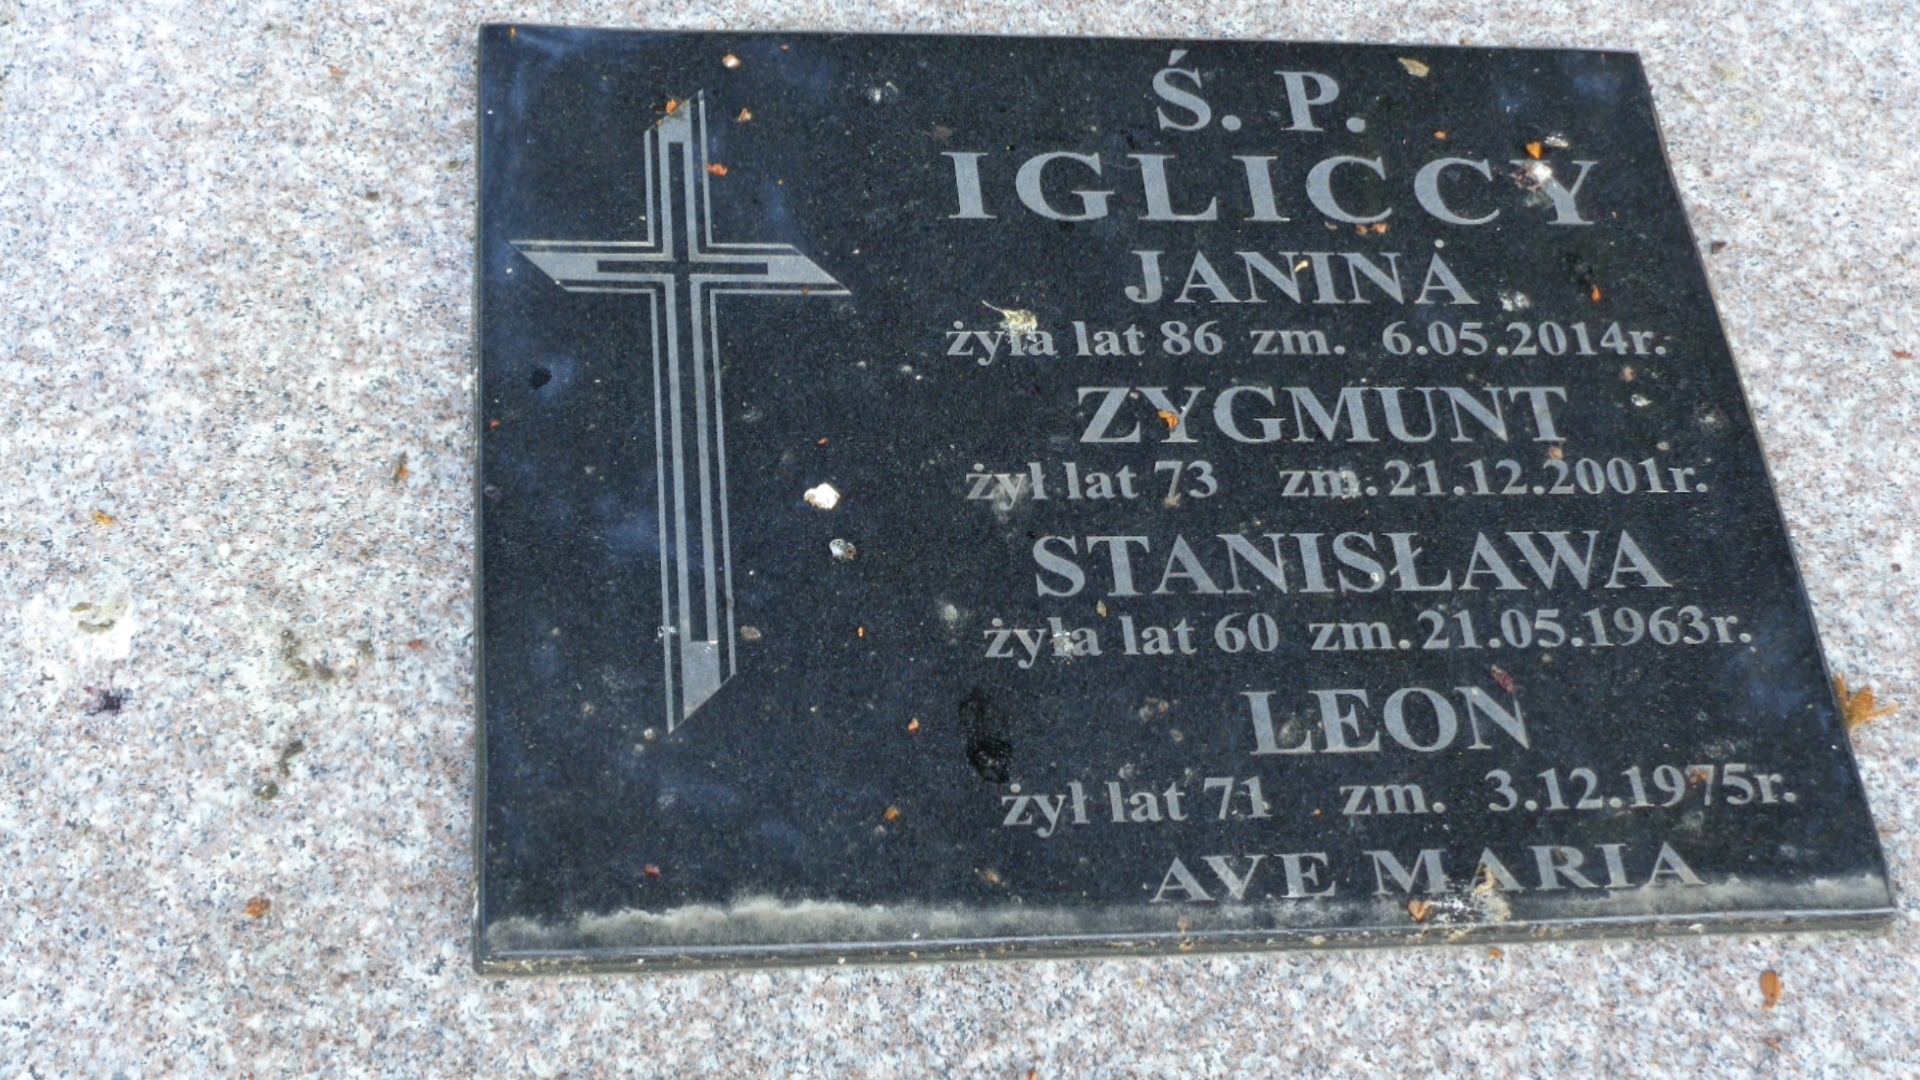 Ś. P.
IGLICCY
JANINA
żyła lat 86 zm. 6.05.2014r.
ZYGMUNT
żył lat 73 zm. 21.12.2001r.
STANISŁAWA
żyła lat 60 zm. 21.05.1963r.
LEON
żył lat 71 zm. 3.12.1975r.
AVE MARIA